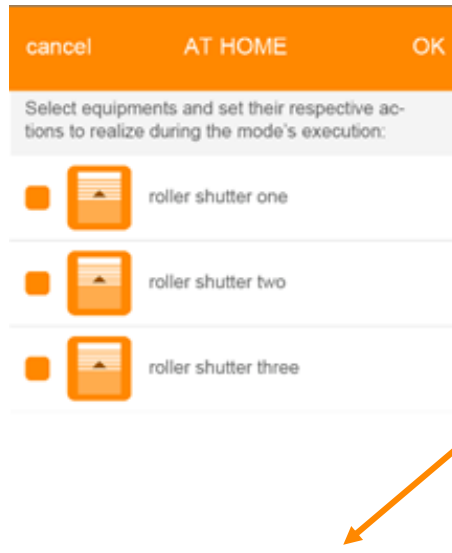 cancel AT HOME OK
Select equipments and set their respective ac-
tions to realize during the mode's execution:
roller shutter one
roller shutter two
roller shutter three